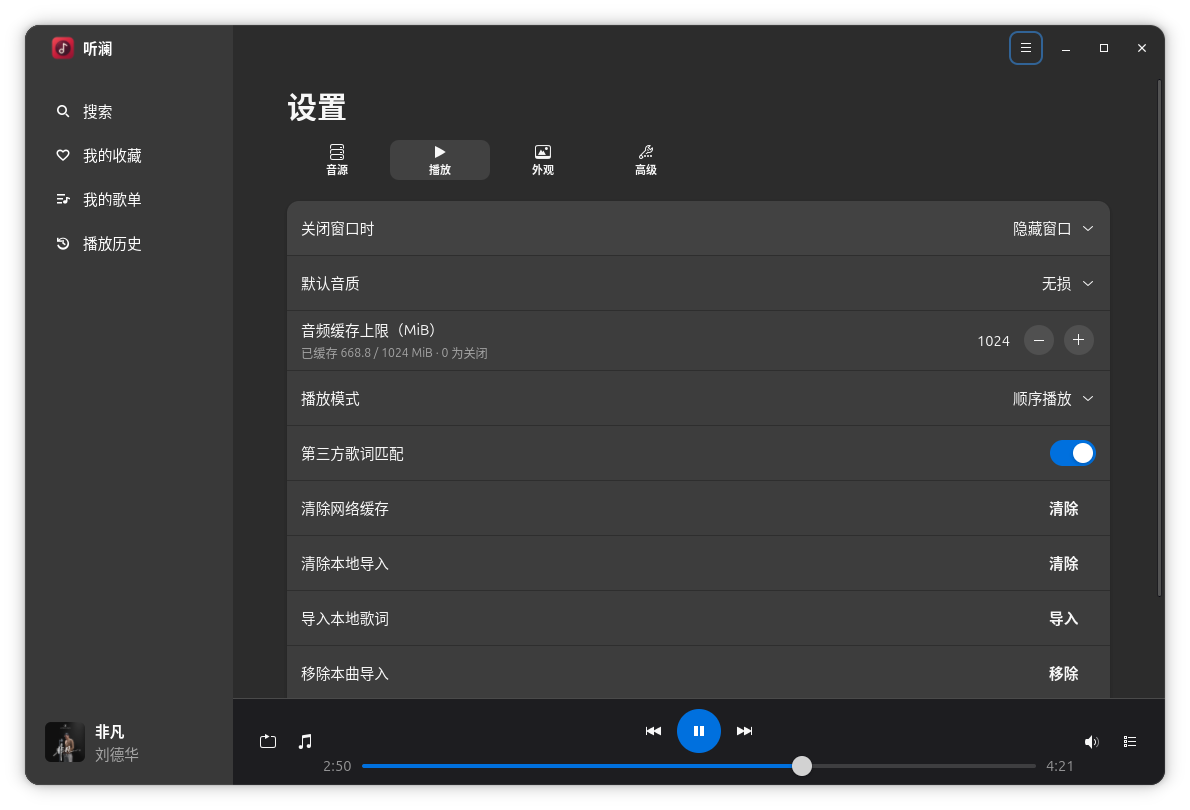 听澜
搜索
我的收藏
我的歌单
播放历史
设置
音源
播放
外观
高级
关闭窗口时
隐藏窗口
默认音质
无损
音频缓存上限（MiB）
已缓存 668.8 / 1024 MiB · 0 为关闭
1024
播放模式
顺序播放
第三方歌词匹配
清除网络缓存
清除
清除本地导入
清除
导入本地歌词
导入
移除本曲导入
移除
非凡
刘德华
2:50
4:21